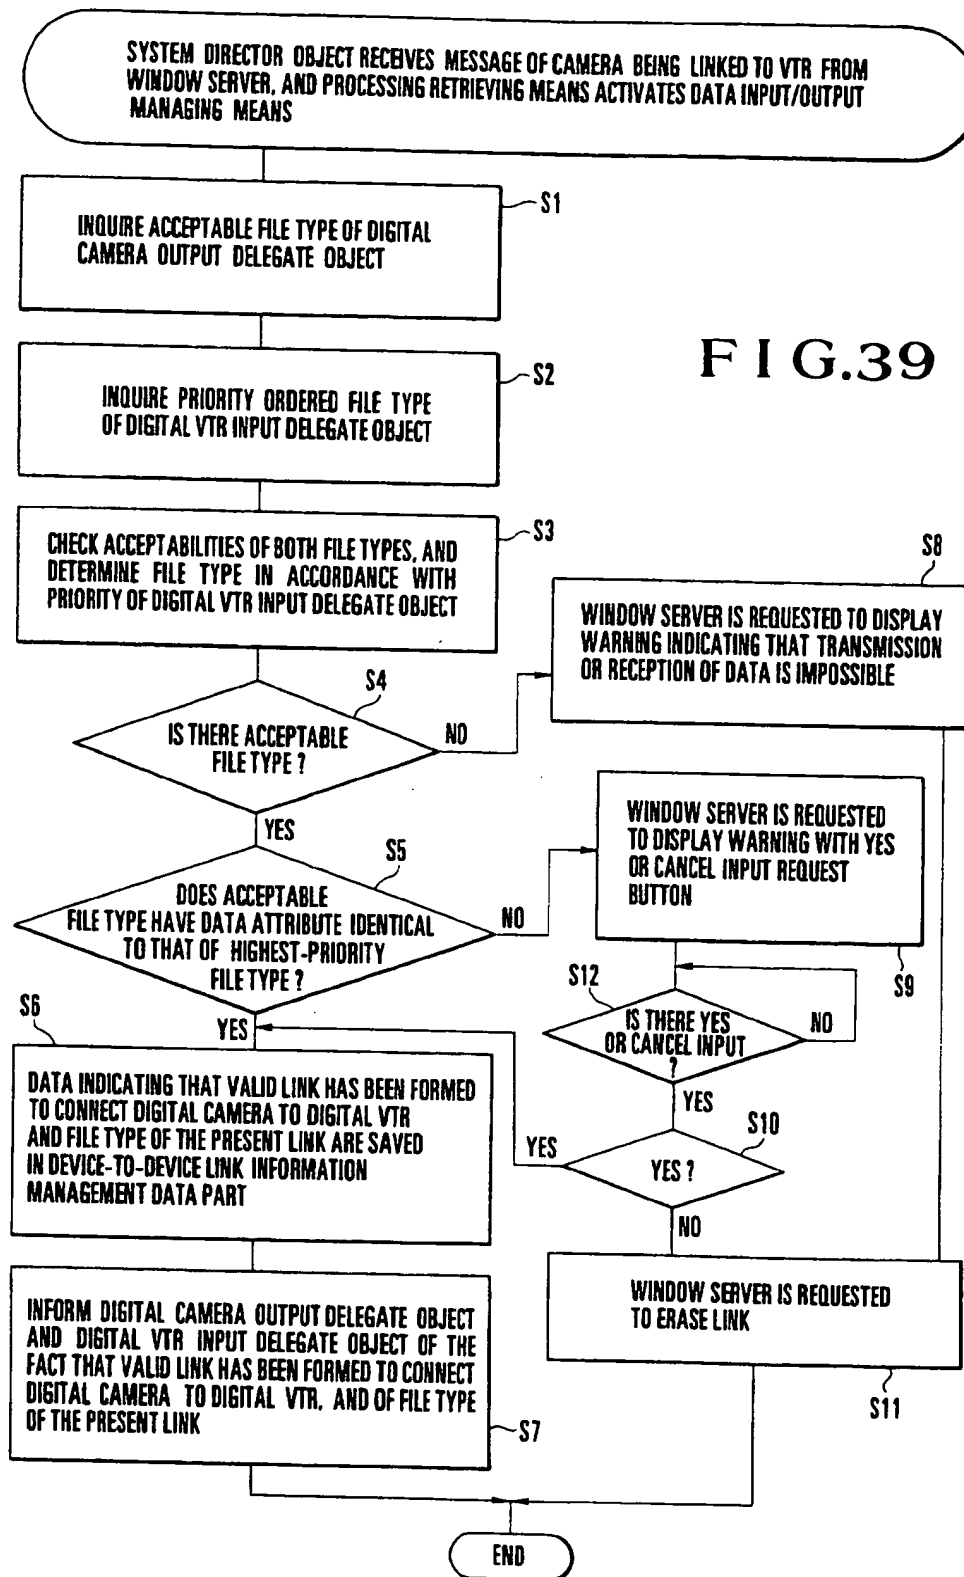 SYSTEM DIRECTOR OBJECT RECEIVES MESSAGE OF CAMERA BEING LINKED TO VTR FROM
WINDOW SERVER, AND PROCESSING RETRIEVING MEANS ACTIVATES DATA INPUT/OUTPUT
MANAGING MEANS
S1
INQUIRE ACCEPTABLE FILE TYPE OF DIGITAL
CAMERA OUTPUT DELEGATE OBJECT
FIG.39
S2
INQUIRE PRIORITY ORDERED FILE TYPE
OF DIGITAL VTR INPUT DELEGATE OBJECT
S3
CHECK ACCEPTABILITIES OF BOTH FILE TYPES, AND
DETERMINE FILE TYPE IN ACCORDANCE WITH
PRIORITY OF DIGITAL VTR INPUT DELEGATE OBJECT
S8
WINDOW SERVER IS REQUESTED TO DISPLAY
WARNING INDICATING THAT TRANSMISSION
OR RECEPTION OF DATA IS IMPOSSIBLE
S4
IS THERE ACCEPTABLE
FILE TYPE ?
NO
YES
S5
DOES ACCEPTABLE
FILE TYPE HAVE DATA ATTRIBUTE IDENTICAL
TO THAT OF HIGHEST-PRIORITY
FILE TYPE ?
NO
YES
WINDOW SERVER IS REQUESTED
TO DISPLAY WARNING WITH YES
OR CANCEL INPUT REQUEST
BUTTON
S9
S12
IS THERE YES
OR CANCEL INPUT
?
NO
YES
S10
YES ?
YES
NO
S6
DATA INDICATING THAT VALID LINK HAS BEEN FORMED
TO CONNECT DIGITAL CAMERA TO DIGITAL VTR
AND FILE TYPE OF THE PRESENT LINK ARE SAVED
IN DEVICE-TO-DEVICE LINK INFORMATION
MANAGEMENT DATA PART
WINDOW SERVER IS REQUESTED
TO ERASE LINK
S11
INFORM DIGITAL CAMERA OUTPUT DELEGATE OBJECT
AND DIGITAL VTR INPUT DELEGATE OBJECT OF THE
FACT THAT VALID LINK HAS BEEN FORMED TO CONNECT
DIGITAL CAMERA TO DIGITAL VTR, AND OF FILE TYPE
OF THE PRESENT LINK
S7
END